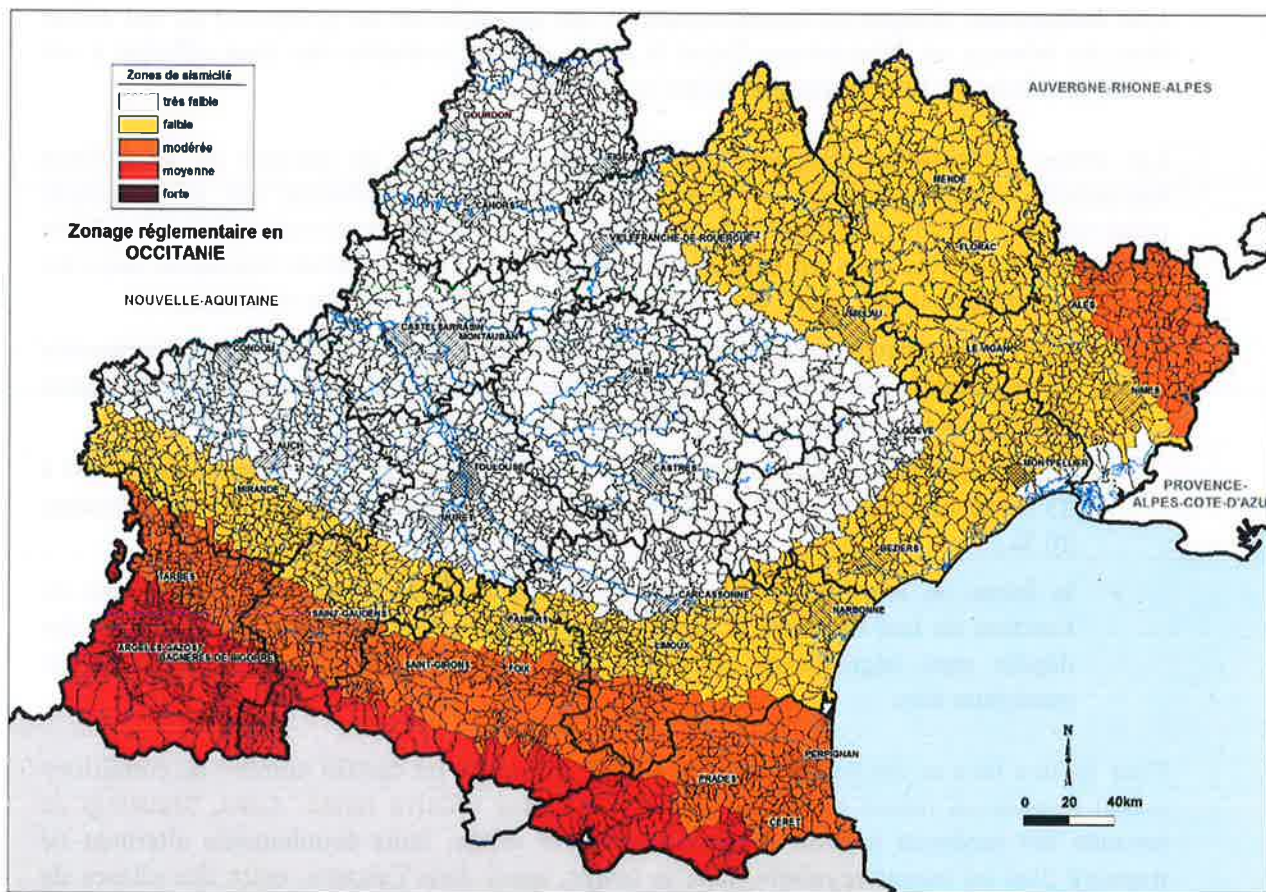 Zones de sismicité
très faible
faible
modérée
moyenne
forte
Zonage réglementaire en
OCCITANIE
NOUVELLE-AQUITAINE
AUVERGNE-RHONE-ALPES
PROVENCE-
ALPES-COTE-D'AZU
GOURDON
FIGEAC
CAHORS
MENDE
VILLEFRANCHE-DE-ROUERGUE
FLORAC
ALES
MILLAU
LE VIGAN
NIMES
CASTELSARRASIN
MONTAUBAN
CONDOM
ALBI
LODEVE
AUCH
TOULOUSE
CASTRES
MONTPELLIER
MIRANDE
MURET
BEZIERS
TARBES
SAINT-GAUDENS
PAMIERS
CARCASSONNE
NARBONNE
LIMOUX
ARGELES-GAZOST
BAGNERES-DE-BIGORRE
SAINT-GIRONS
FOIX
PERPIGNAN
PRADES
CERET
N
0 20 40km